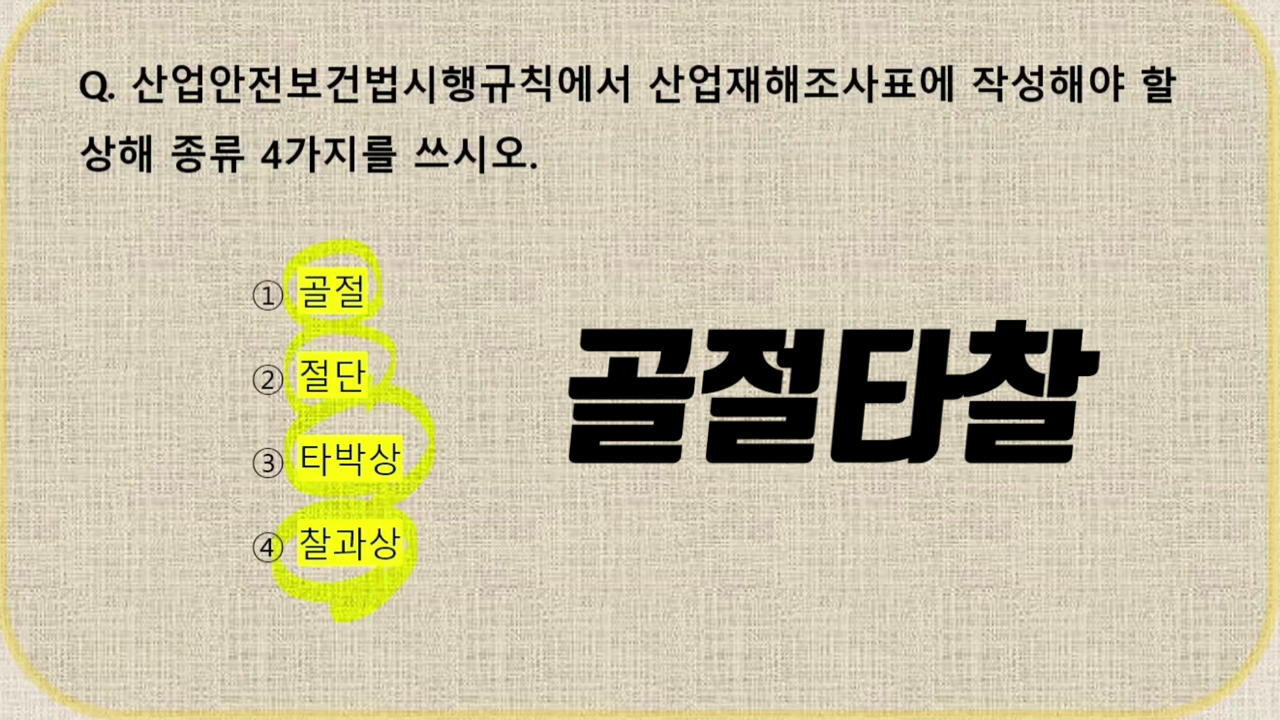 Q. 산업안전보건법시행규칙에서 산업재해조사표에 작성해야 할
상해 종류 4가지를 쓰시오.
① 골절
② 절단
③ 타박상
④ 찰과상
골절타찰